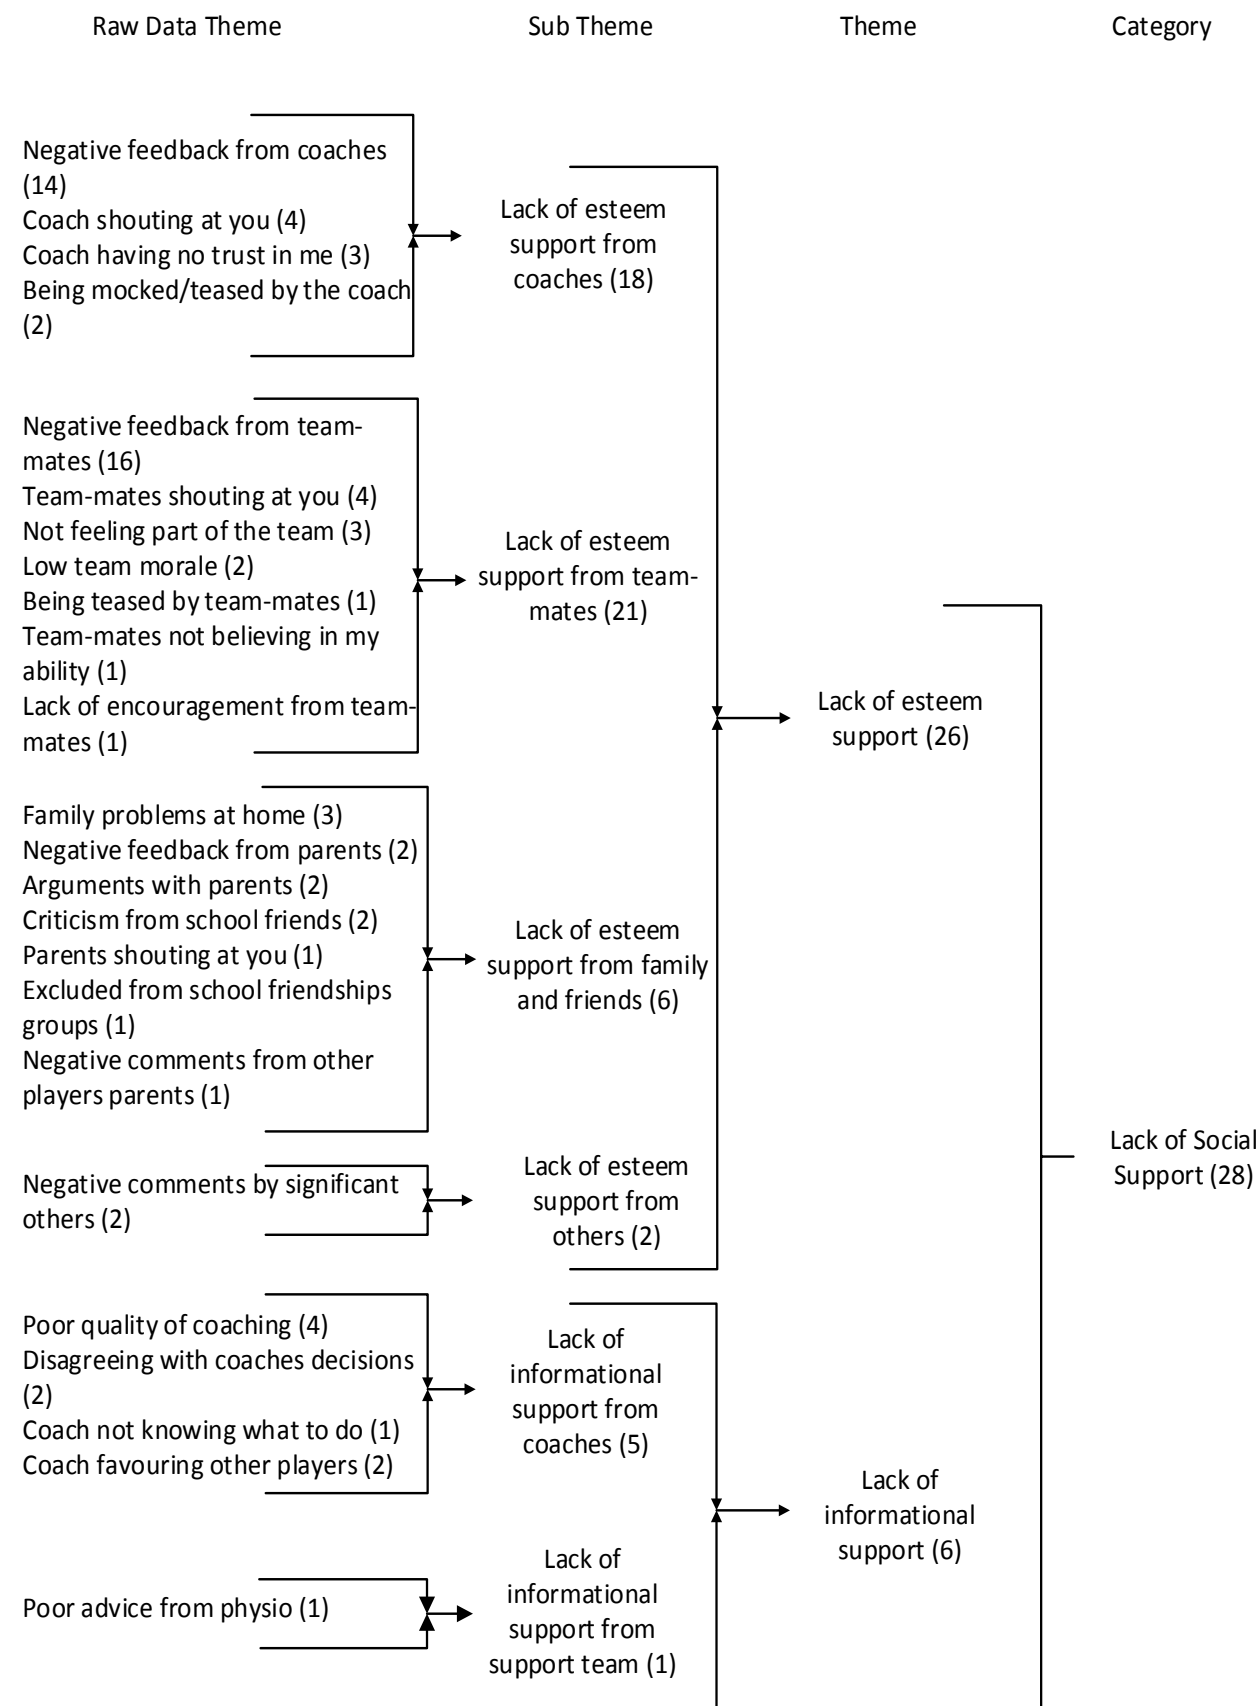 Raw Data Theme
Sub Theme
Theme
Category
Negative feedback from coaches
(14)
Coach shouting at you (4)
Coach having no trust in me (3)
Being mocked/teased by the coach
(2)
Lack of esteem
support from
coaches (18)
Negative feedback from team-
mates (16)
Team-mates shouting at you (4)
Not feeling part of the team (3)
Low team morale (2)
Being teased by team-mates (1)
Team-mates not believing in my
ability (1)
Lack of encouragement from team-
mates (1)
Lack of esteem
support from team-
mates (21)
Family problems at home (3)
Negative feedback from parents (2)
Arguments with parents (2)
Criticism from school friends (2)
Parents shouting at you (1)
Excluded from school friendships
groups (1)
Negative comments from other
players parents (1)
Lack of esteem
support from family
and friends (6)
Negative comments by significant
others (2)
Lack of esteem
support from
others (2)
Lack of esteem
support (26)
Poor quality of coaching (4)
Disagreeing with coaches decisions
(2)
Coach not knowing what to do (1)
Coach favouring other players (2)
Lack of
informational
support from
coaches (5)
Poor advice from physio (1)
Lack of
informational
support from
support team (1)
Lack of
informational
support (6)
Lack of Social
Support (28)